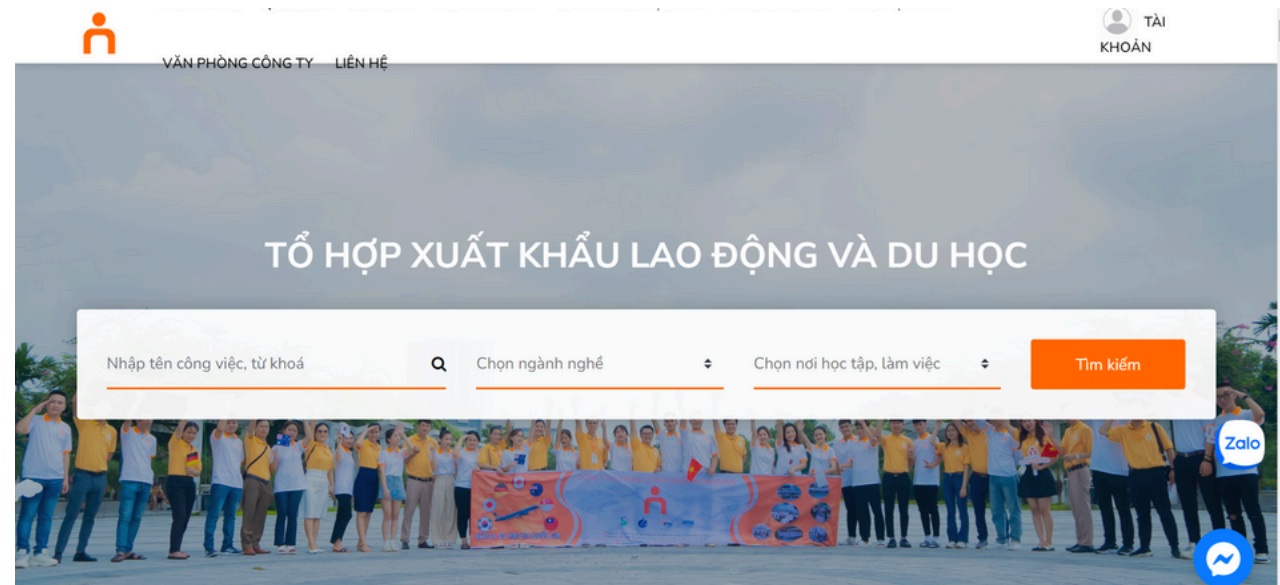 TÀI
KHOẢN
VĂN PHÒNG CÔNG TY LIÊN HỆ
TỔ HỢP XUẤT KHẨU LAO ĐỘNG VÀ DU HỌC
Nhập tên công việc, từ khoá Chọn ngành nghề Chọn nơi học tập, làm việc Tìm kiếm
Zalo